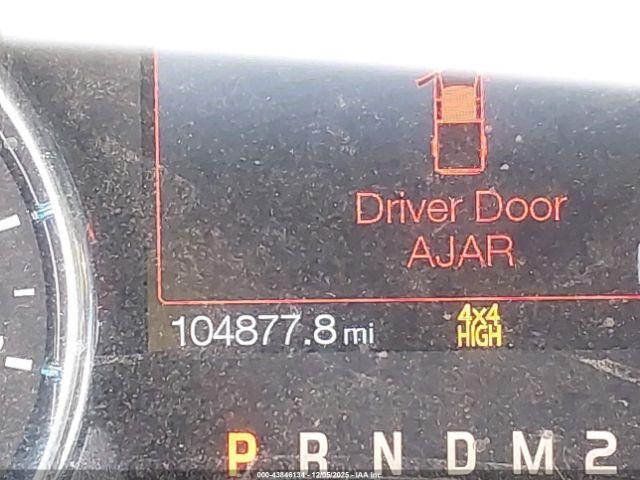 Driver Door
AJAR
104877.8 mi
4x4
HIGH
P R N D M 2
000-43846134 - 12/05/2025 - IAA Inc.